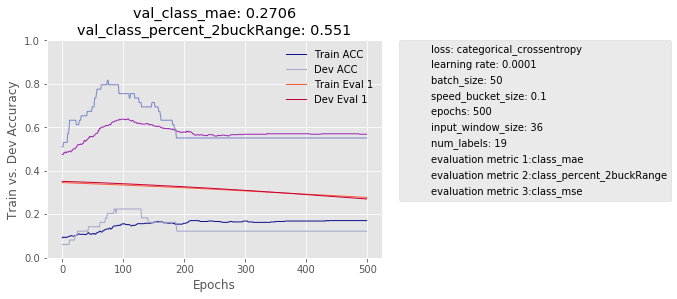 val_class_mae: 0.2706
val_class_percent_2buckRange: 0.551
Train vs. Dev Accuracy
1.0
0.8
0.6
0.4
0.2
0.0
0
100
200
300
400
500
Epochs
Train ACC
Dev ACC
Train Eval 1
Dev Eval 1
loss: categorical_crossentropy
learning rate: 0.0001
batch_size: 50
speed_bucket_size: 0.1
epochs: 500
input_window_size: 36
num_labels: 19
evaluation metric 1:class_mae
evaluation metric 2:class_percent_2buckRange
evaluation metric 3:class_mse